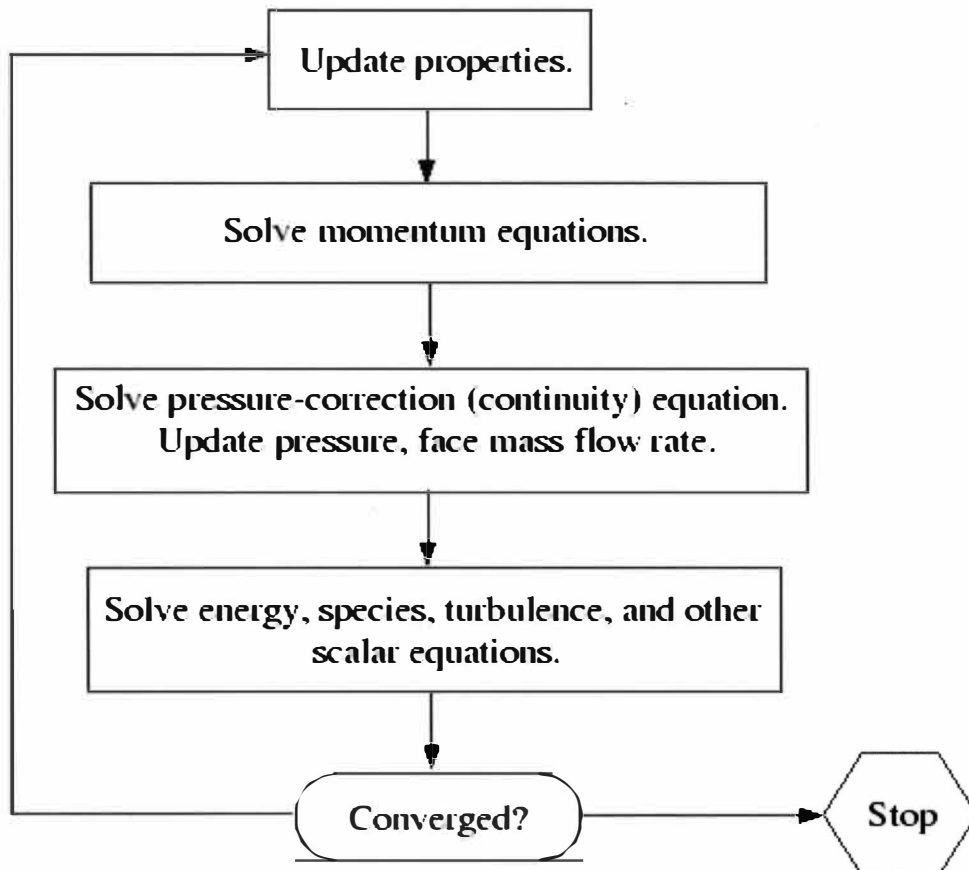 Update properties.
Solve momentum equations.
Solve pressure-correction (continuity) equation.
Update pressure, face mass flow rate.
Solve energy, species, turbulence, and other
scalar equations.
Converged?
Stop